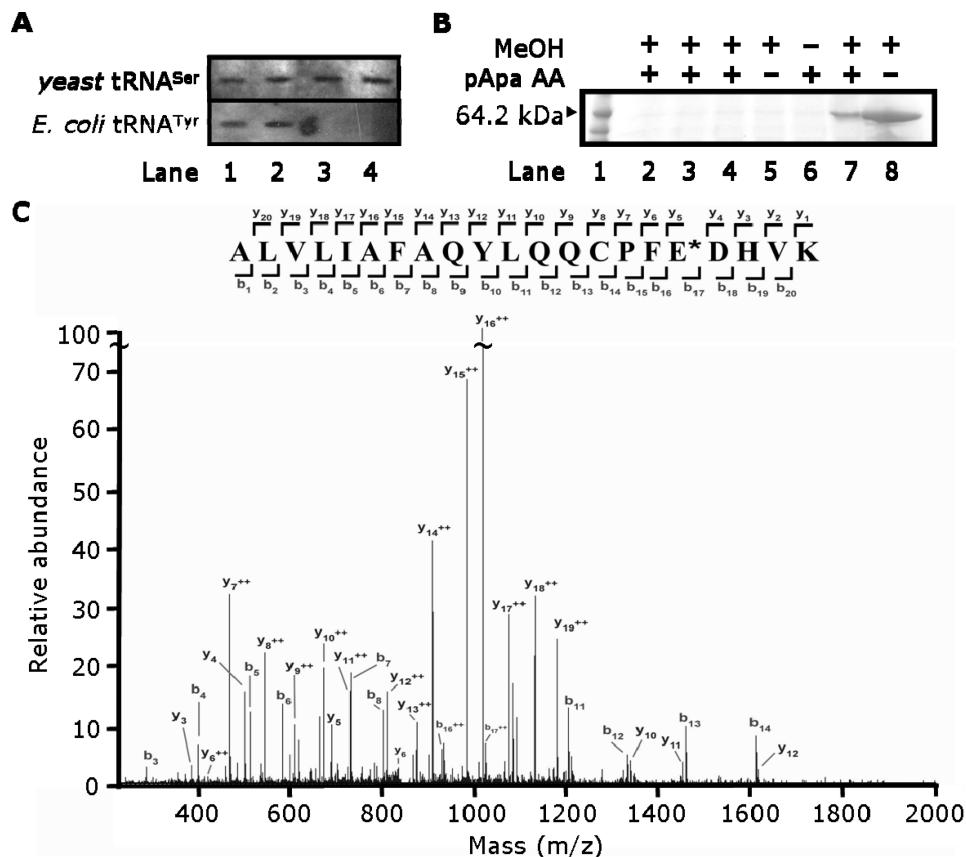 A
yeast tRNASer
E. coli tRNATyr
Lane 1 2 3 4
B
MeOH + + + + − + +
pApa AA + + + − + + −
64.2 kDa
Lane 1 2 3 4 5 6 7 8
C
y20 y19 y18 y17 y16 y15 y14 y13 y12 y11 y10 y9 y8 y7 y6 y5 y4 y3 y2 y1
ALVLIAFAQYLQQCPFE*DHVK
b1 b2 b3 b4 b5 b6 b7 b8 b9 b10 b11 b12 b13 b14 b15 b16 b17 b18 b19 b20
y16++
100
y15++
70
60
50
y14++
40
y7++
y18++
30
y17++
y19++
y10++
y8++
y4
b5
y9++
y11++
b7
20
b4
b6
y12++
b8
b11
y5
y13++
b16++
b17++
b12
y10
b13
b14
y3
y11
y12
10
b3
y6++
y6
0
400 600 800 1000 1200 1400 1600 1800 2000
Relative abundance
Mass (m/z)